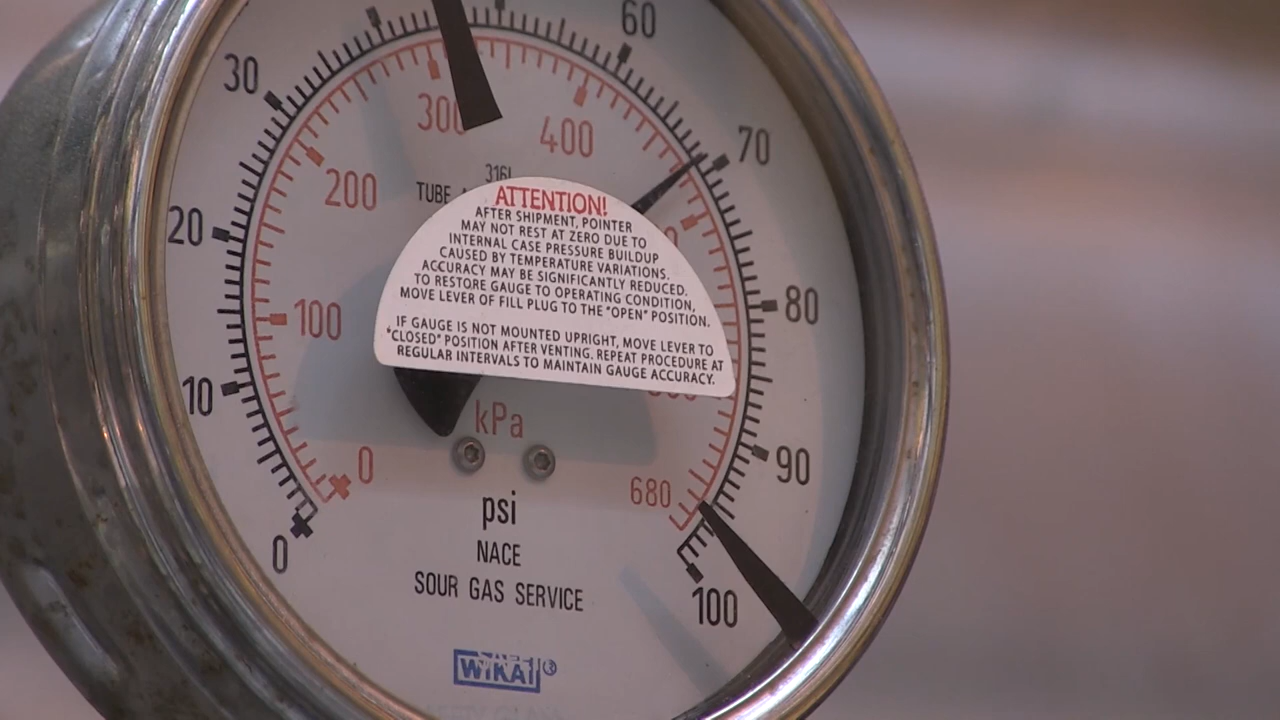 60
30
70
300
400
200
316L
TUBE
20
ATTENTION!
AFTER SHIPMENT, POINTER
MAY NOT REST AT ZERO DUE TO
INTERNAL CASE PRESSURE BUILDUP
CAUSED BY TEMPERATURE VARIATIONS.
ACCURACY MAY BE SIGNIFICANTLY REDUCED.
TO RESTORE GAUGE TO OPERATING CONDITION,
MOVE LEVER OF FILL PLUG TO THE "OPEN" POSITION.
IF GAUGE IS NOT MOUNTED UPRIGHT, MOVE LEVER TO
"CLOSED" POSITION AFTER VENTING. REPEAT PROCEDURE AT
REGULAR INTERVALS TO MAINTAIN GAUGE ACCURACY.
100
80
10
kPa
0
90
680
psi
0
NACE
100
SOUR GAS SERVICE
WIKA®